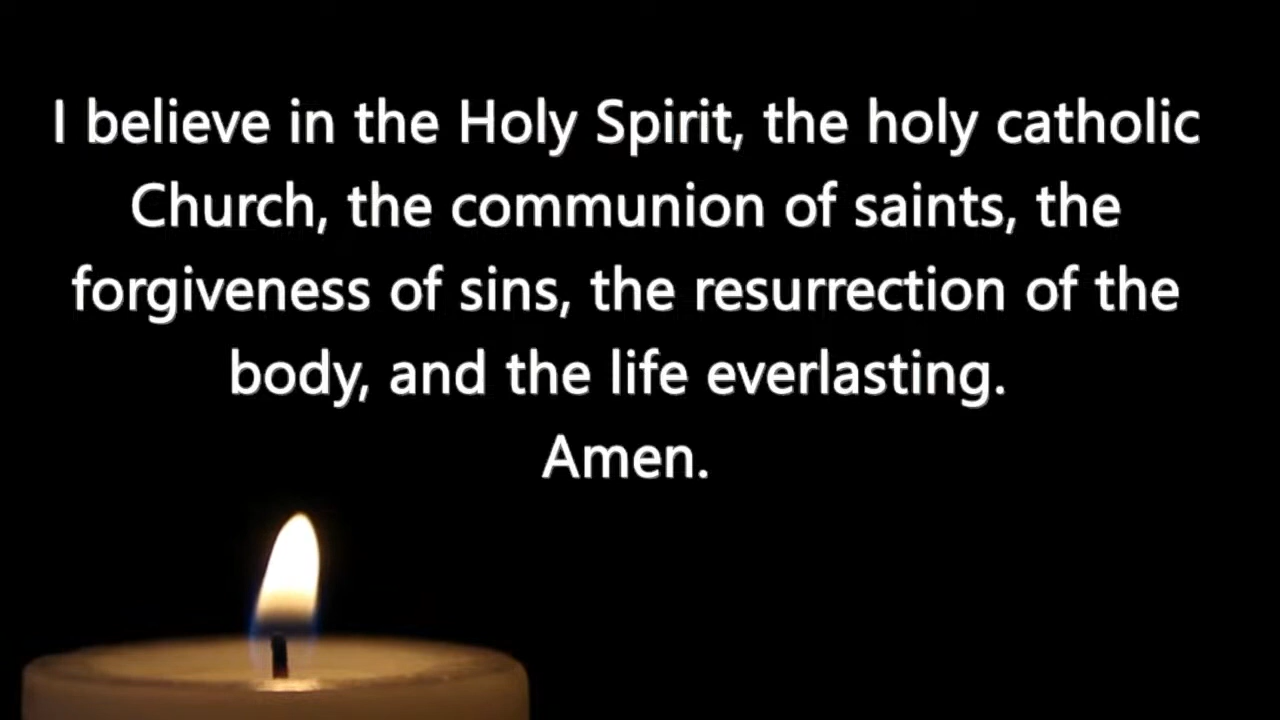 I believe in the Holy Spirit, the holy catholic
Church, the communion of saints, the
forgiveness of sins, the resurrection of the
body, and the life everlasting.
Amen.